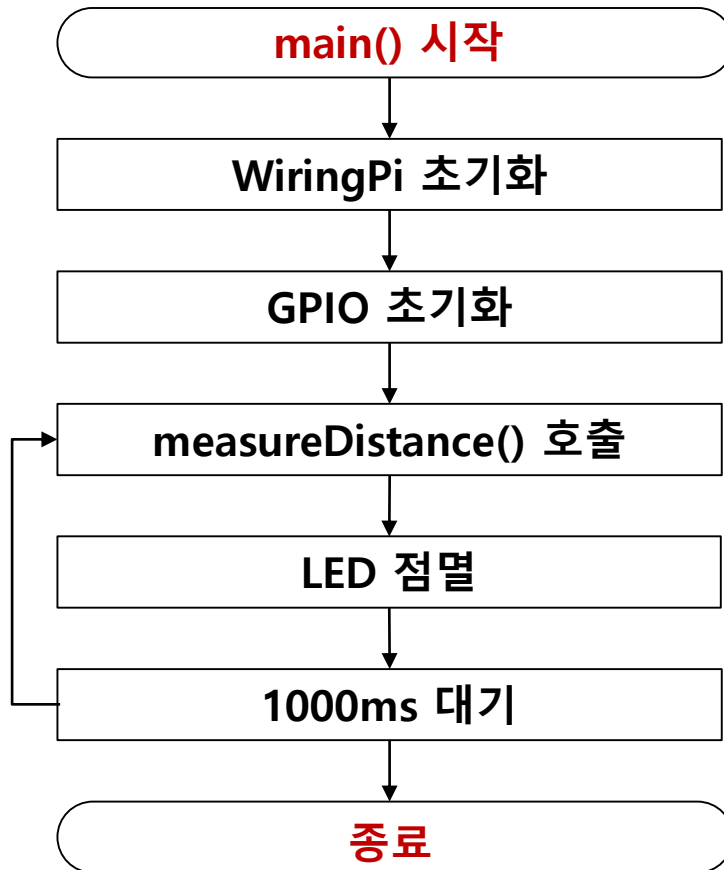 main() 시작
WiringPi 초기화
GPIO 초기화
measureDistance() 호출
LED 점멸
1000ms 대기
종료